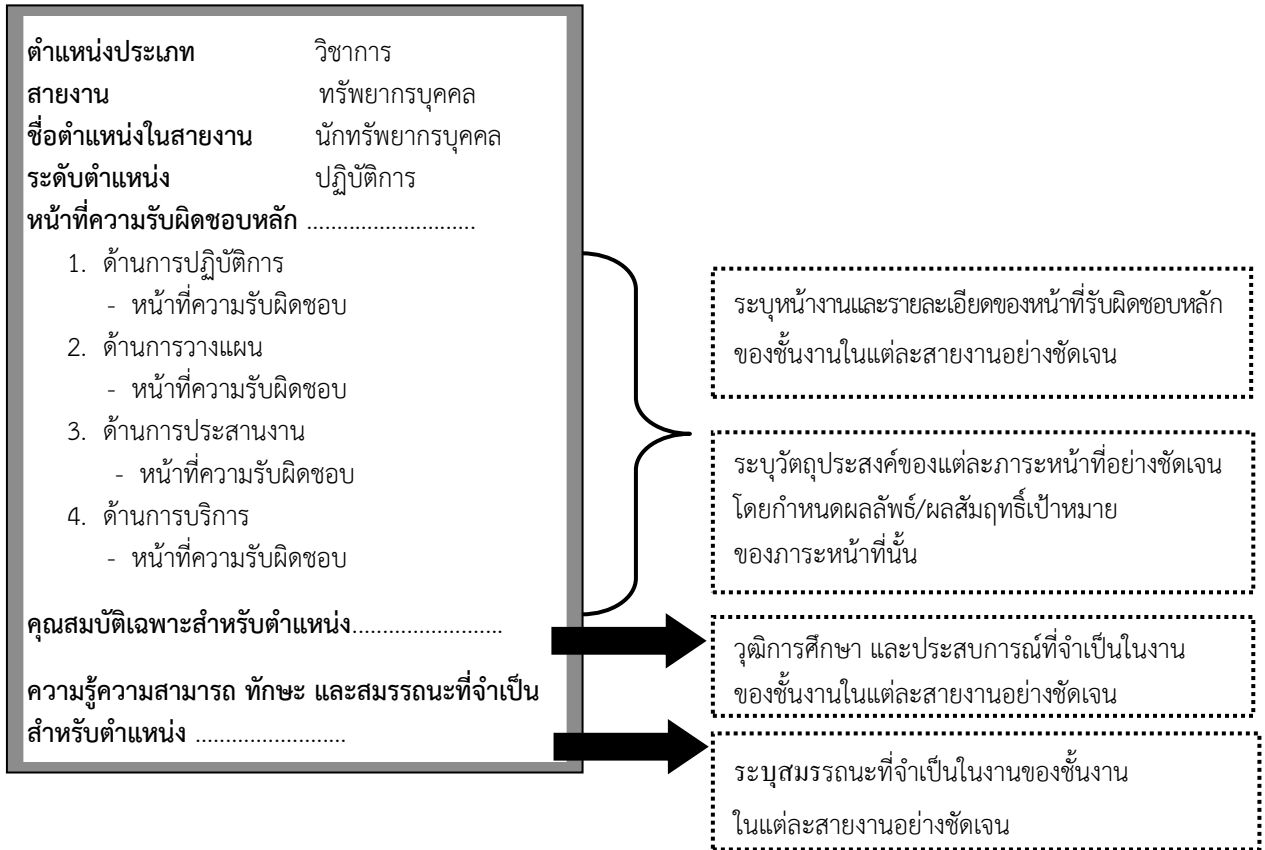 ตำแหน่งประเภท วิชาการ
สายงาน ทรัพยากรบุคคล
ชื่อตำแหน่งในสายงาน นักทรัพยากรบุคคล
ระดับตำแหน่ง ปฏิบัติการ
หน้าที่ความรับผิดชอบหลัก ............................
1. ด้านการปฏิบัติการ
- หน้าที่ความรับผิดชอบ
2. ด้านการวางแผน
- หน้าที่ความรับผิดชอบ
3. ด้านการประสานงาน
- หน้าที่ความรับผิดชอบ
4. ด้านการบริการ
- หน้าที่ความรับผิดชอบ
คุณสมบัติเฉพาะสำหรับตำแหน่ง.........................
ความรู้ความสามารถ ทักษะ และสมรรถนะที่จำเป็น
สำหรับตำแหน่ง .........................
ระบุหน้างานและรายละเอียดของหน้าที่รับผิดชอบหลัก
ของชั้นงานในแต่ละสายงานอย่างชัดเจน
ระบุวัตถุประสงค์ของแต่ละภาระหน้าที่อย่างชัดเจน
โดยกำหนดผลลัพธ์/ผลสัมฤทธิ์เป้าหมาย
ของภาระหน้าที่นั้น
วุฒิการศึกษา และประสบการณ์ที่จำเป็นในงาน
ของชั้นงานในแต่ละสายงานอย่างชัดเจน
ระบุสมรรถนะที่จำเป็นในงานของชั้นงาน
ในแต่ละสายงานอย่างชัดเจน